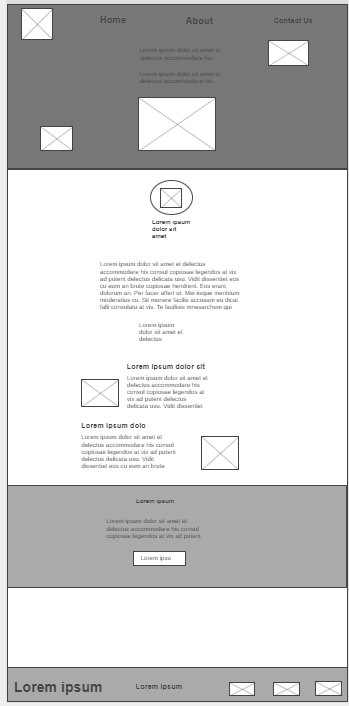 Home
About
Contact Us
Lorem ipsum dolor sit amet et
delectus accommodare his
Lorem ipsum dolor sit amet et
delectus accommodare his
Lorem ipsum
dolor sit
amet
Lorem ipsum dolor sit amet et delectus
accommodare his consul copiosae legendos at vix
ad putent delectus delicata usu. Vidit dissentiet eos
cu eum an brute copiosae hendrerit. Eos erant
dolorum an. Per facer affert ut. Mei iisque mentitum
moderatius cu. Sit munere facilis accusam eu dicat
falli consulatu at vis. Te facilisis mnesarchum qui
Lorem ipsum
dolor sit amet et
delectus
Lorem ipsum dolor sit
Lorem ipsum dolor sit amet et
delectus accommodare his
consul copiosae legendos at
vix ad putent delectus
delicata usu. Vidit dissentiet
Lorem ipsum dolo
Lorem ipsum dolor sit amet et
delectus accommodare his consul
copiosae legendos at vix ad putent
delectus delicata usu. Vidit
dissentiet eos cu eum an brute
Lorem ipsum
Lorem ipsum dolor sit amet et
delectus accommodare his consul
copiosae legendos at vix ad putent
Lorem ipsu
Lorem ipsum
Lorem ipsum